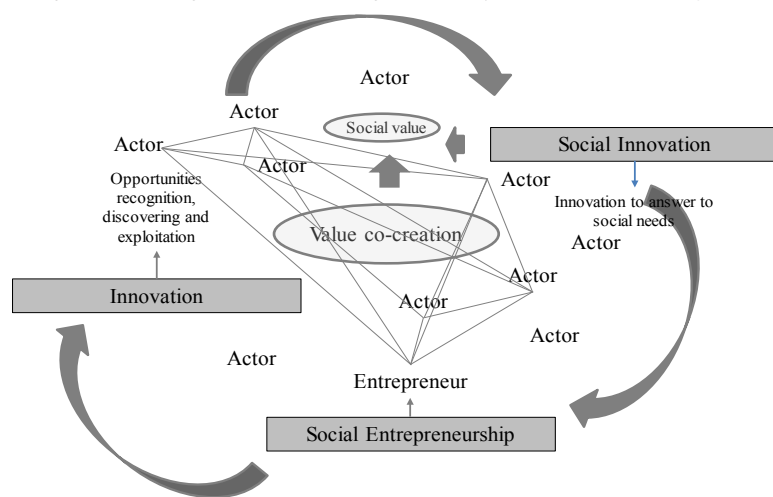 Actor
Actor
Social value
Actor
Social Innovation
Actor
Actor
Opportunities
recognition,
discovering and
exploitation
Innovation to answer to
social needs
Value co-creation
Actor
Actor
Innovation
Actor
Actor
Actor
Entrepreneur
Social Entrepreneurship